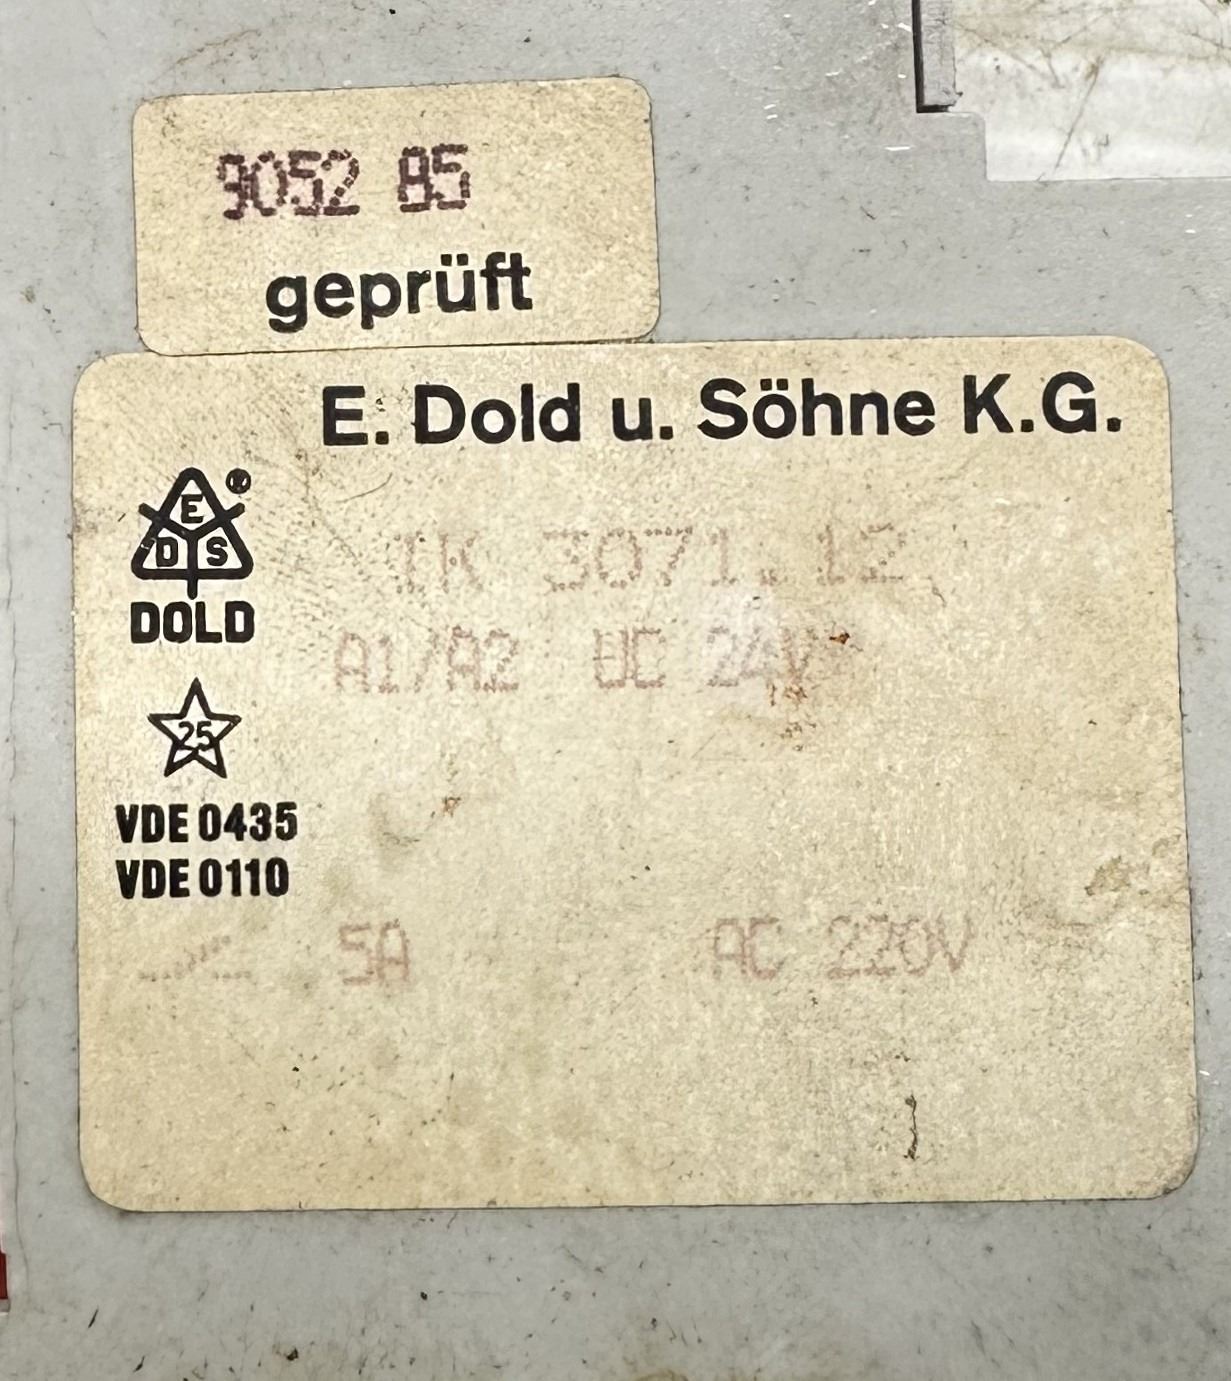 9052 85
geprüft
E. Dold u. Söhne K.G.
®
E
D S
DOLD
IK 3071.12
A1/A2 UC 24V
25
VDE 0435
VDE 0110
5A AC 220V